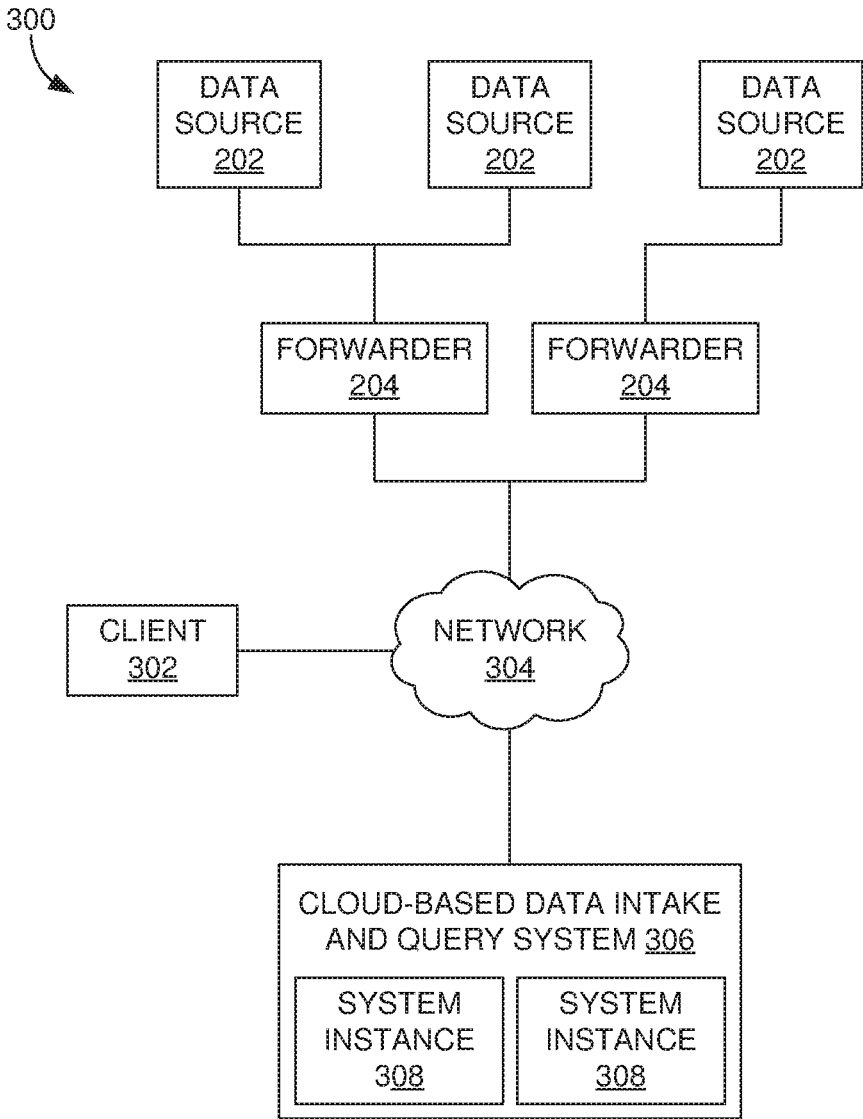 300
DATA
SOURCE
202
DATA
SOURCE
202
DATA
SOURCE
202
FORWARDER
204
FORWARDER
204
CLIENT
302
NETWORK
304
CLOUD-BASED DATA INTAKE
AND QUERY SYSTEM 306
SYSTEM
INSTANCE
308
SYSTEM
INSTANCE
308